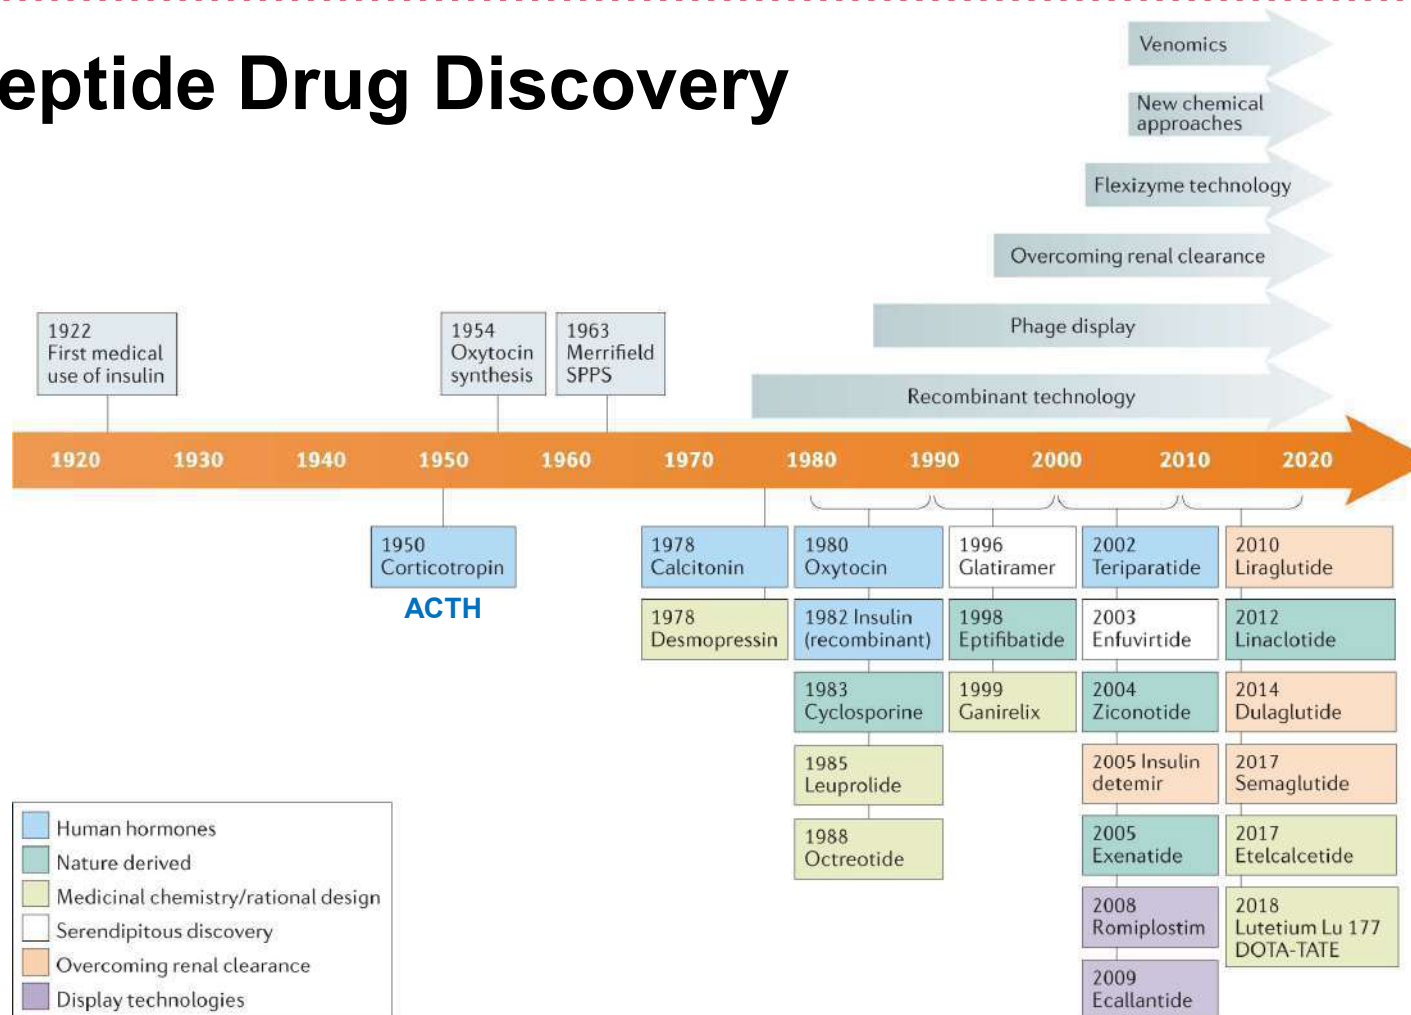 eptide Drug Discovery
Venomics
New chemical
approaches
Flexizyme technology
Overcoming renal clearance
Phage display
Recombinant technology
1922
First medical
use of insulin
1954
Oxytocin
synthesis
1963
Merrifield
SPPS
1920 1930 1940 1950 1960 1970 1980 1990 2000 2010 2020
1950
Corticotropin
ACTH
1978
Calcitonin
1978
Desmopressin
1980
Oxytocin
1982 Insulin
(recombinant)
1983
Cyclosporine
1985
Leuprolide
1988
Octreotide
1996
Glatiramer
1998
Eptifibatide
1999
Ganirelix
2002
Teriparatide
2003
Enfuvirtide
2004
Ziconotide
2005 Insulin
detemir
2005
Exenatide
2008
Romiplostim
2009
Ecallantide
2010
Liraglutide
2012
Linaclotide
2014
Dulaglutide
2017
Semaglutide
2017
Etelcalcetide
2018
Lutetium Lu 177
DOTA-TATE
Human hormones
Nature derived
Medicinal chemistry/rational design
Serendipitous discovery
Overcoming renal clearance
Display technologies